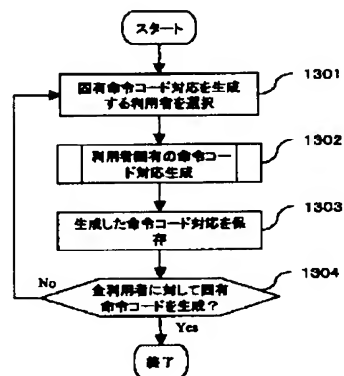 スタート
固有命令コード対応を生成
する利用者を選択
1301
利用者固有の命令コー
ド対応生成
1302
生成した命令コード対応を保
存
1303
全利用者に対して固有
命令コードを生成？
1304
No
Yes
終了